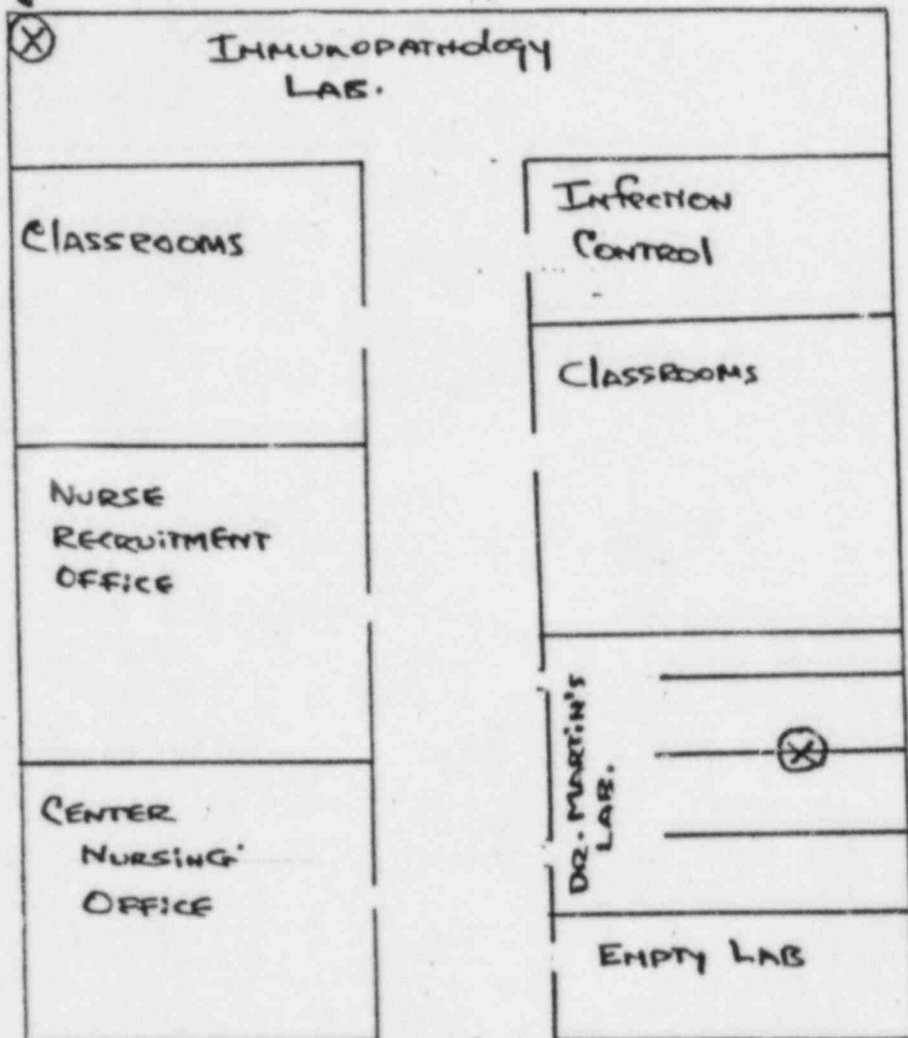 IMMUNOPATHOLOGY
LAB.
CLASSROOMS
INFECTION
CONTROL
CLASSROOMS
NURSE
RECRUITMENT
OFFICE
DR. MARTIN'S
LAB.
CENTER
NURSING
OFFICE
EMPTY LAB